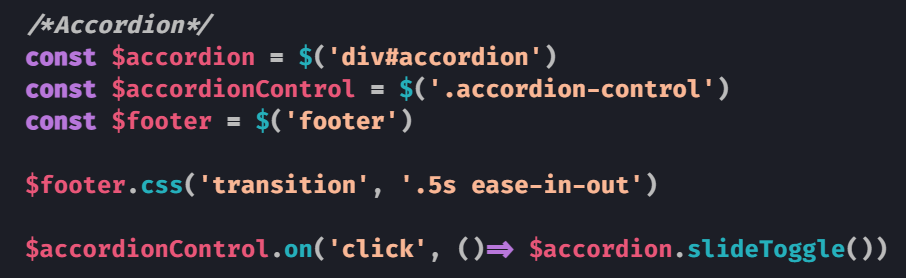 /*Accordion*/
const $accordion = $('div#accordion')
const $accordionControl = $('.accordion-control')
const $footer = $('footer')
$footer.css('transition', '.5s ease-in-out')
$accordionControl.on('click', ()=> $accordion.slideToggle())